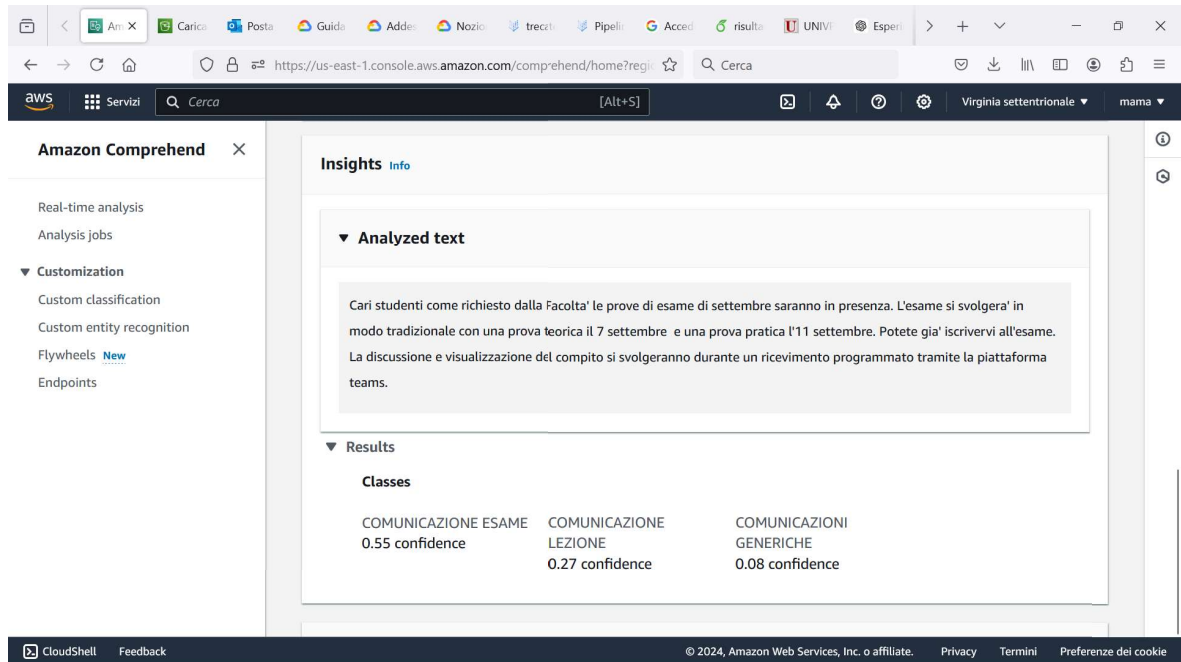 Am
Carica
Posta
Guida
Addes
Nozio
treccte
Pipelin
Acced
risulta
UNIVE
Esperi
https://us-east-1.console.aws.amazon.com/comprehend/home?regio
Cerca
aws
Servizi
Cerca
[Alt+S]
Virginia settentrionale
mama
Amazon Comprehend
Real-time analysis
Analysis jobs
Customization
Custom classification
Custom entity recognition
Flywheels New
Endpoints
Insights Info
Analyzed text
Cari studenti come richiesto dalla Facolta' le prove di esame di settembre saranno in presenza. L'esame si svolgera' in
modo tradizionale con una prova teorica il 7 settembre e una prova pratica l'11 settembre. Potete gia' iscrivervi all'esame.
La discussione e visualizzazione del compito si svolgeranno durante un ricevimento programmato tramite la piattaforma
teams.
Results
Classes
COMUNICAZIONE ESAME
0.55 confidence
COMUNICAZIONE
LEZIONE
0.27 confidence
COMUNICAZIONI
GENERICHE
0.08 confidence
CloudShell
Feedback
© 2024, Amazon Web Services, Inc. o affiliate.
Privacy
Termini
Preferenze dei cookie